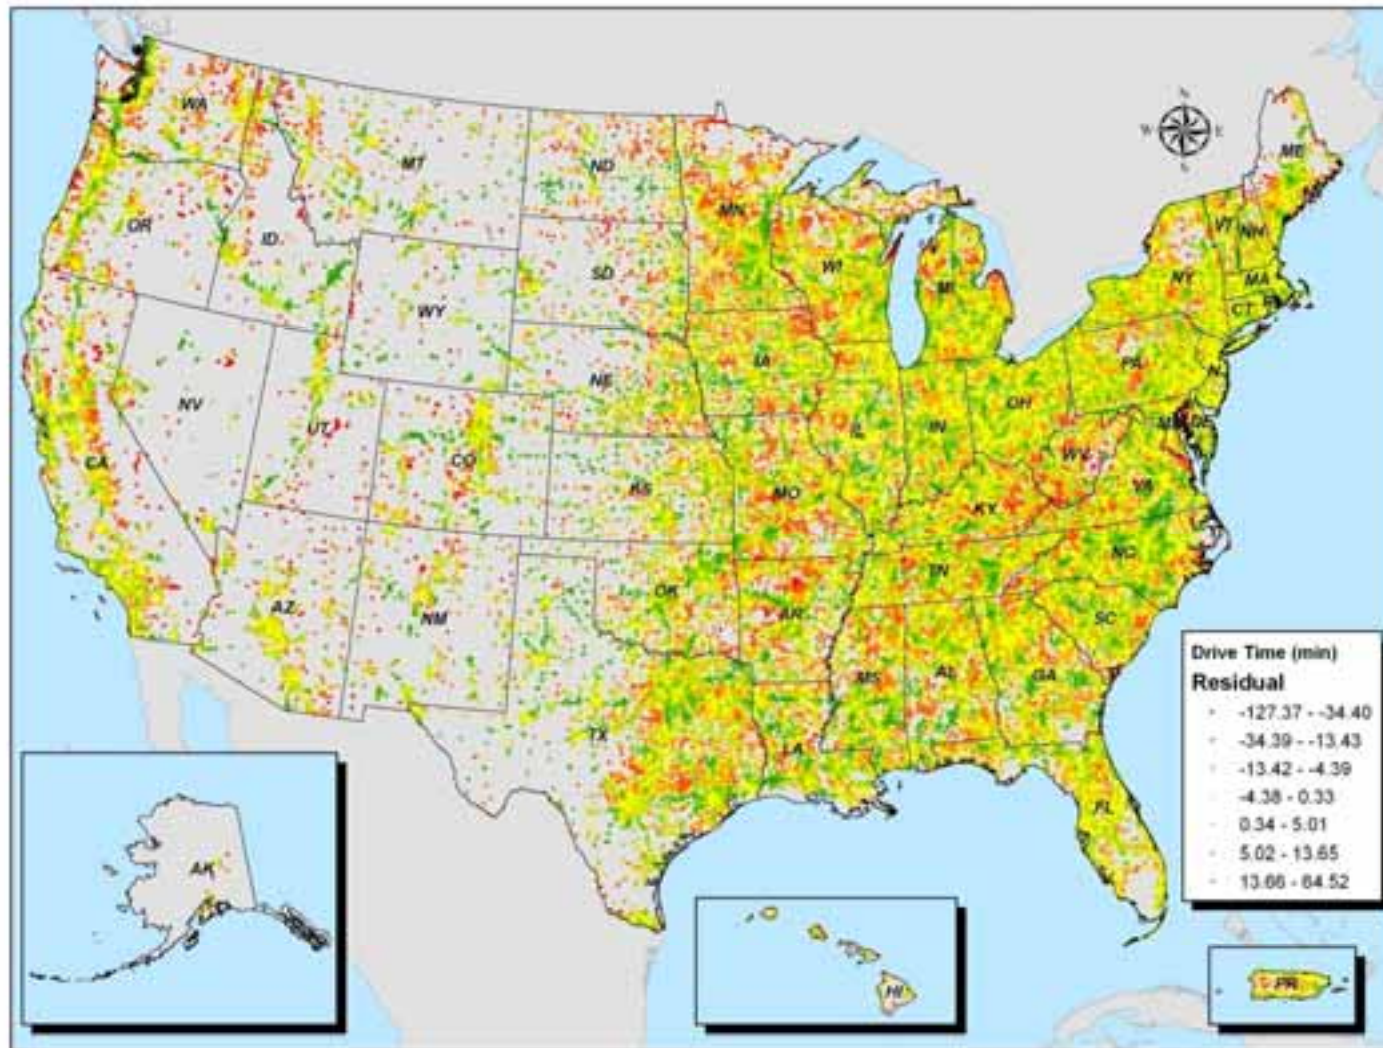 N
W E
S
WA
MT
ND
MN
ME
OR
ID
SD
WI
VT
NH
MI
NY
MA
WY
CT
RI
IA
PA
NE
NJ
NV
OH
UT
IL
IN
MD
DE
CO
CA
WV
KS
MO
VA
KY
NC
TN
OK
AZ
NM
AR
SC
MS
AL
GA
TX
LA
FL
AK
HI
PR
Drive Time (min)
Residual
-127.37 - -34.40
-34.39 - -13.43
-13.42 - -4.39
-4.38 - 0.33
0.34 - 5.01
5.02 - 13.65
13.66 - 64.52